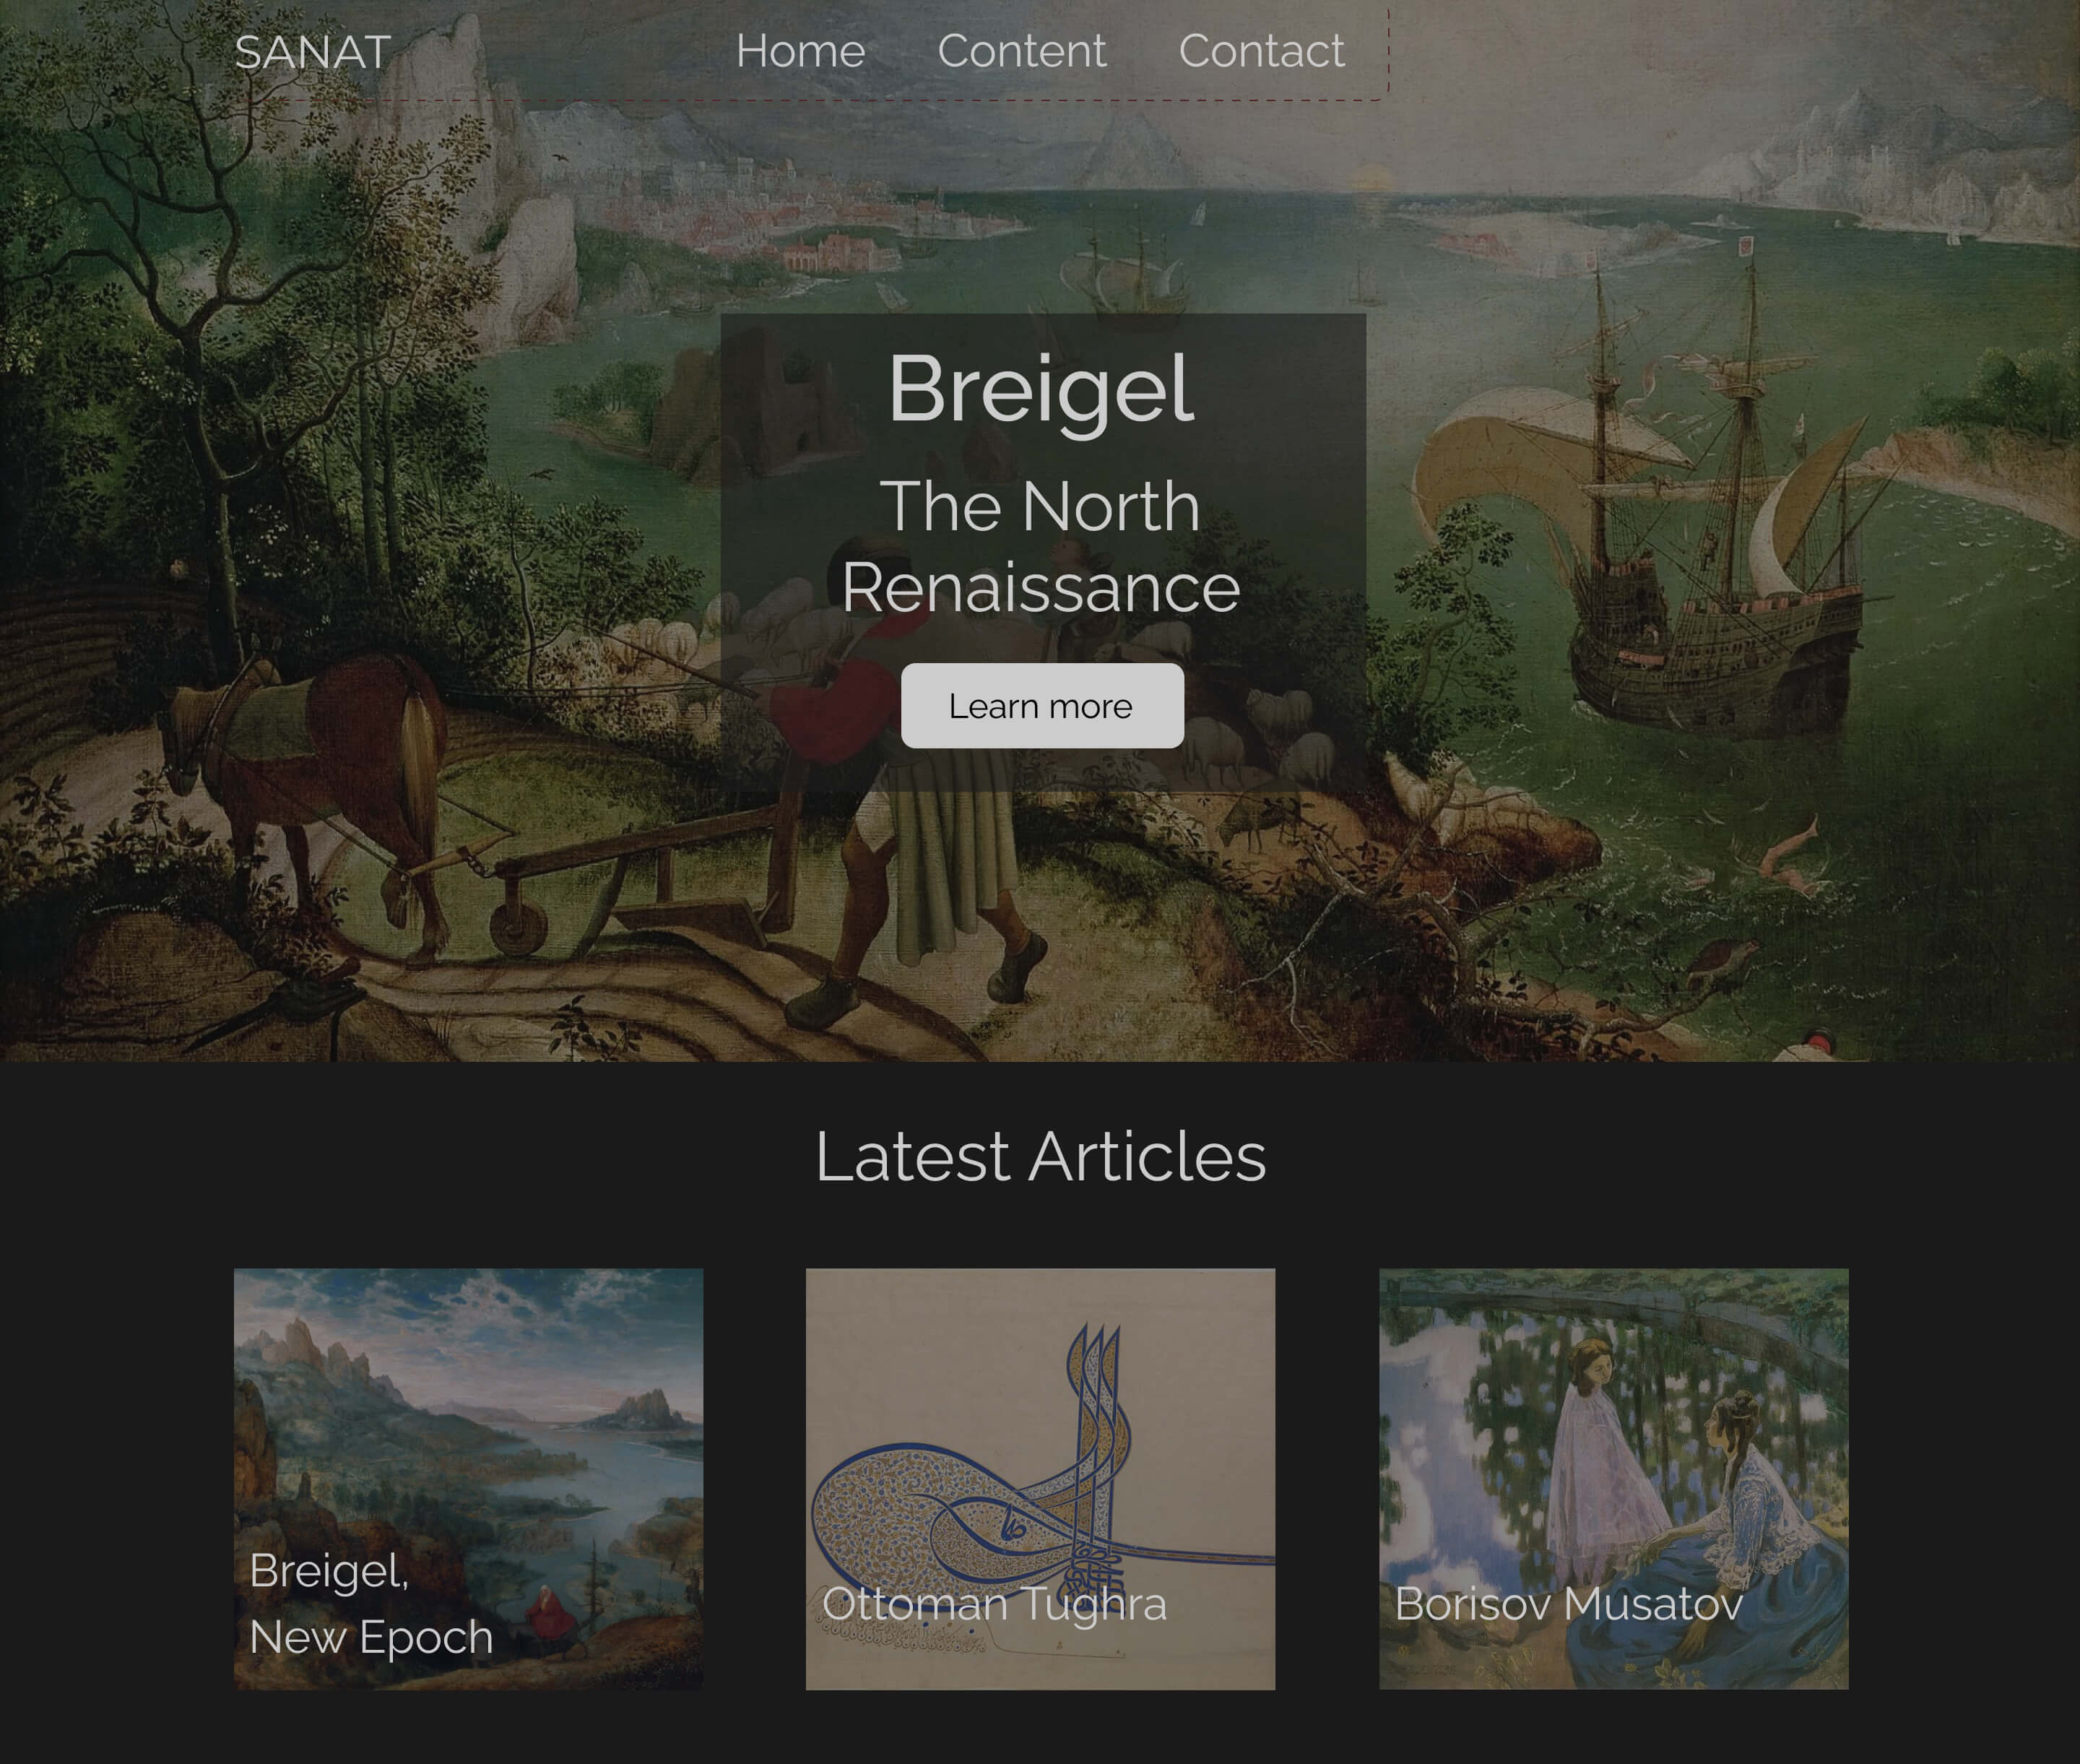 SANAT
Home
Content
Contact
Breigel
The North
Renaissance
Learn more
Latest Articles
Breigel,
New Epoch
Ottoman Tughra
Borisov Musatov